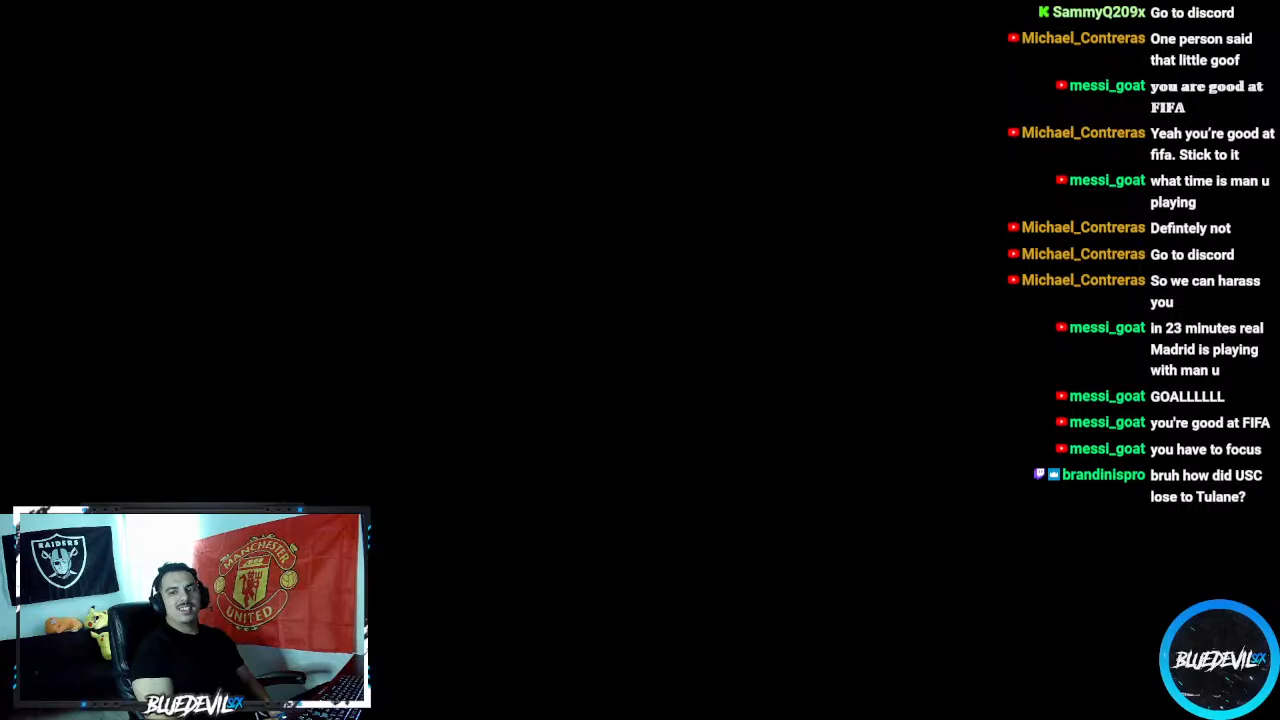 SammyQ209x Go to discord
Michael_Contreras One person said
that little goof
messi_goat you are good at
FIFA
Michael_Contreras Yeah you’re good at
fifa. Stick to it
messi_goat what time is man u
playing
Michael_Contreras Defintely not
Michael_Contreras Go to discord
Michael_Contreras So we can harass
you
messi_goat in 23 minutes real
Madrid is playing
with man u
messi_goat GOALLLLLL
messi_goat you're good at FIFA
messi_goat you have to focus
brandinispro bruh how did USC
lose to Tulane?
RAIDERS
MANCHESTER
UNITED
BLUEDEVILSCX
BLUEDEVILSCX